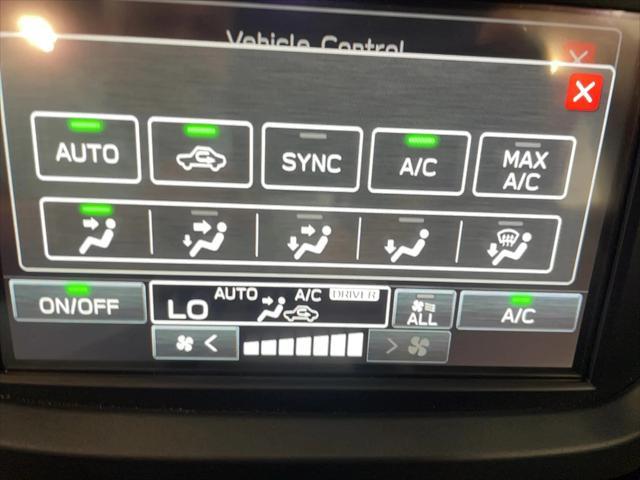 Vehicle Control
AUTO
SYNC
A/C
MAX
A/C
ON/OFF
AUTO
A/C
DRIVER
LO
ALL
A/C